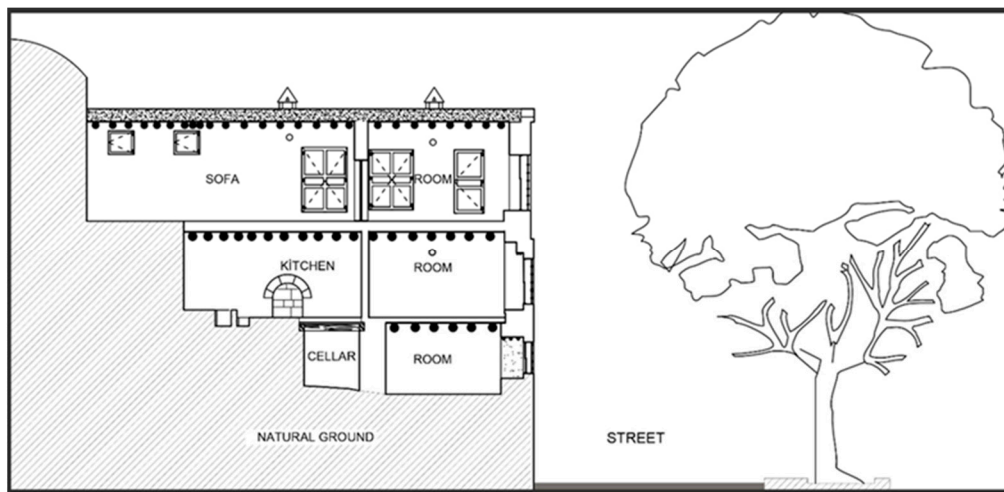 SOFA
ROOM
KİTCHEN
ROOM
CELLAR
ROOM
NATURAL GROUND
STREET